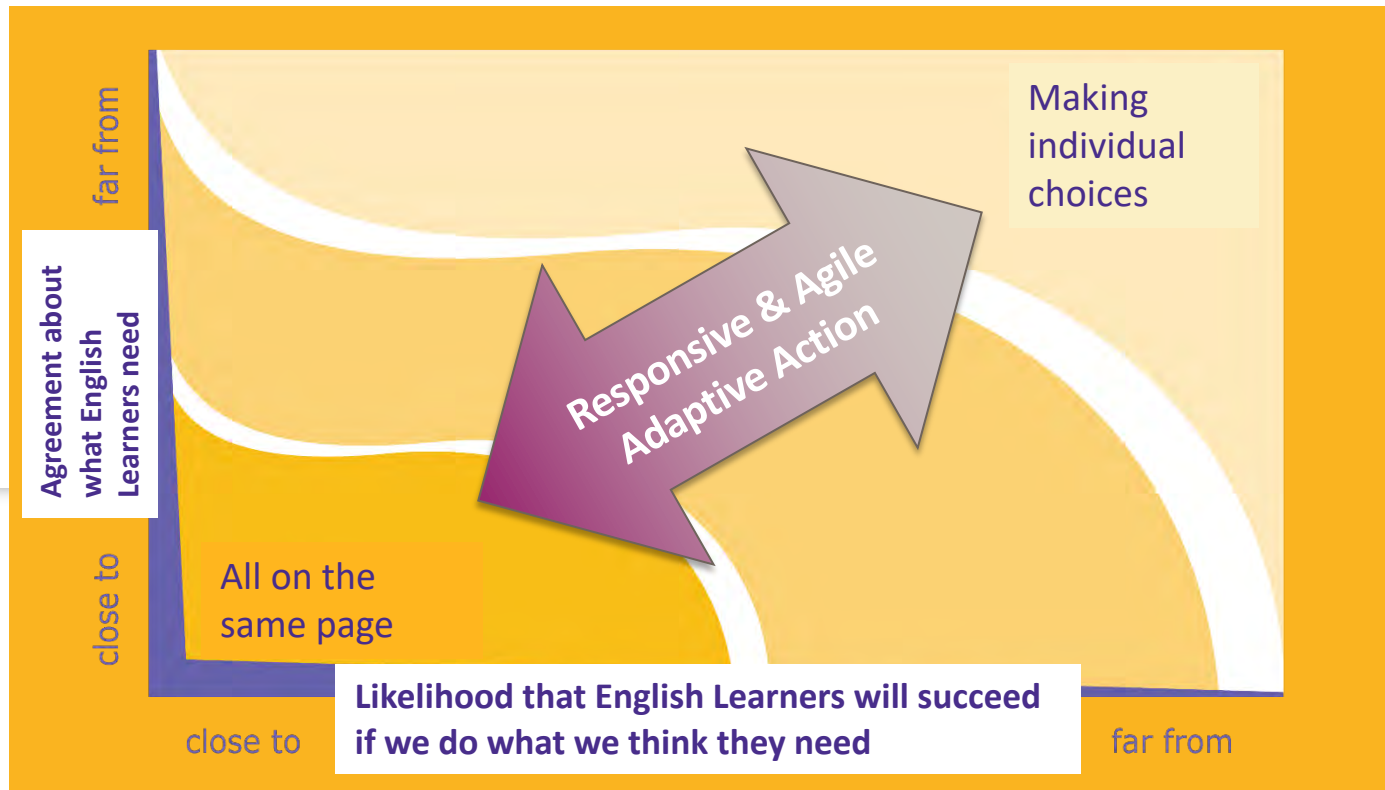 far from
Making
individual
choices
Agreement about
what English
Learners need
Responsive & Agile
Adaptive Action
close to
All on the
same page
Likelihood that English Learners will succeed
if we do what we think they need
close to
far from